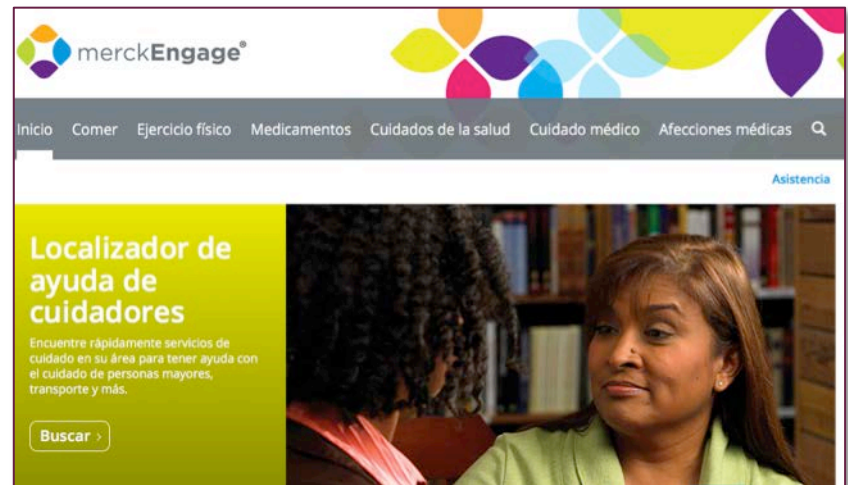 merckEngage®
Inicio Comer Ejercicio físico Medicamentos Cuidados de la salud Cuidado médico Afecciones médicas
Asistencia
Localizador de
ayuda de
cuidadores
Encuentre rápidamente servicios de
cuidado en su área para tener ayuda con
el cuidado de personas mayores,
transporte y más.
Buscar ›